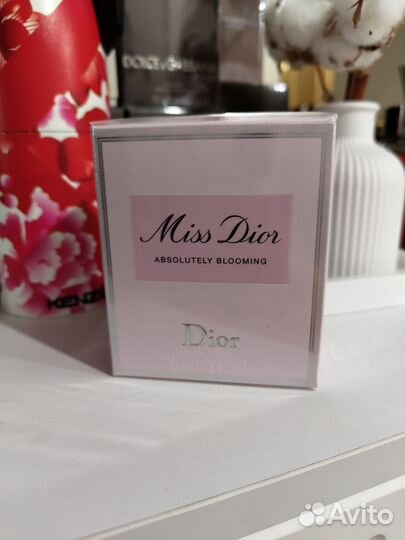 DOLCE & GABBANA
KENZO
Miss Dior
ABSOLUTELY BLOOMING
Dior
Avito